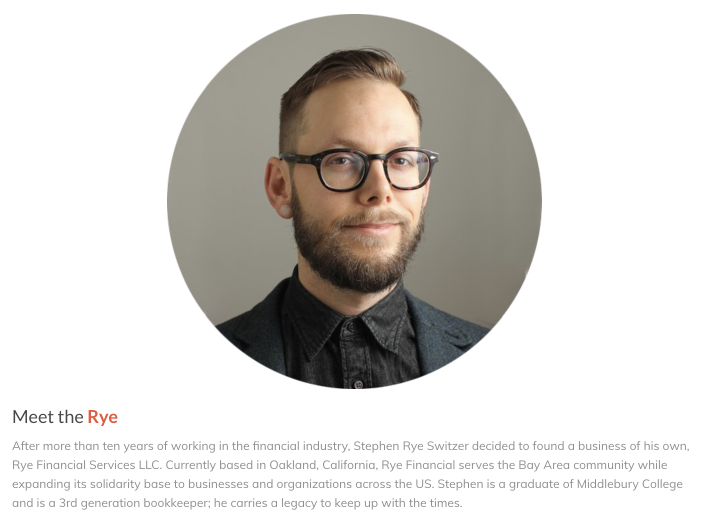 Meet the Rye
After more than ten years of working in the financial industry, Stephen Rye Switzer decided to found a business of his own,
Rye Financial Services LLC. Currently based in Oakland, California, Rye Financial serves the Bay Area community while
expanding its solidarity base to businesses and organizations across the US. Stephen is a graduate of Middlebury College
and is a 3rd generation bookkeeper; he carries a legacy to keep up with the times.